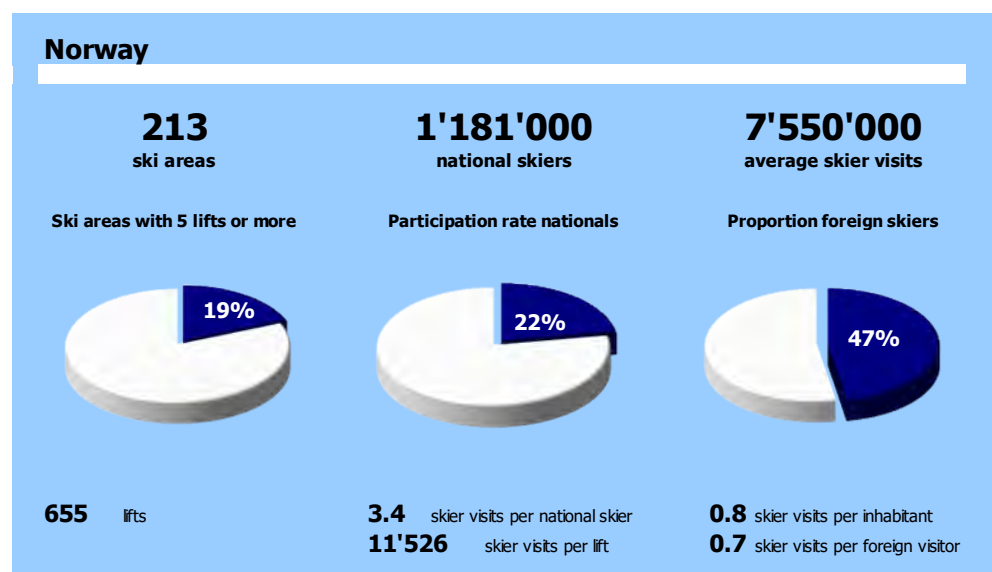 Norway
213 1'181'000 7'550'000
ski areas national skiers average skier visits
Ski areas with 5 lifts or more Participation rate nationals Proportion foreign skiers
19% 22% 47%
655 lifts 3.4 skier visits per national skier 0.8 skier visits per inhabitant
11'526 skier visits per lift 0.7 skier visits per foreign visitor